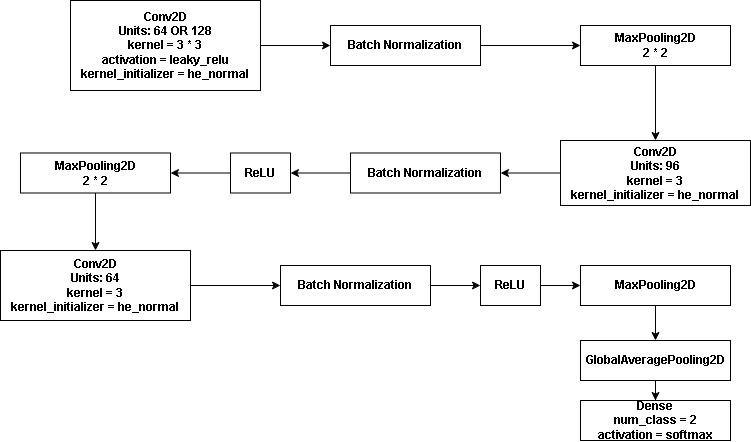 Conv2D
Units: 64 OR 128
kernel = 3 * 3
activation = leaky_relu
kernel_initializer = he_normal
Batch Normalization
MaxPooling2D
2 * 2
Conv2D
Units: 96
kernel = 3
kernel_initializer = he_normal
Batch Normalization
ReLU
MaxPooling2D
2 * 2
Conv2D
Units: 64
kernel = 3
kernel_initializer = he_normal
Batch Normalization
ReLU
MaxPooling2D
GlobalAveragePooling2D
Dense
num_class = 2
activation = softmax